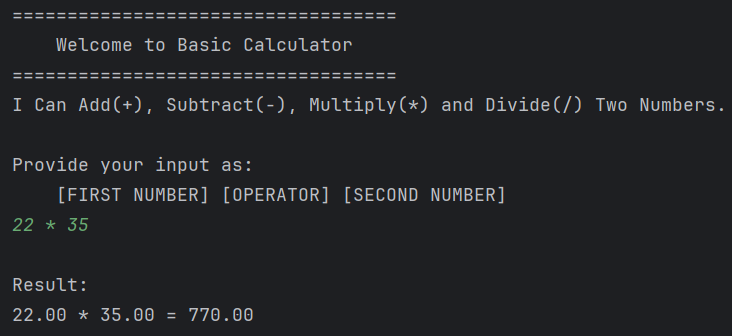 ===================================
    Welcome to Basic Calculator
===================================
I Can Add(+), Subtract(-), Multiply(*) and Divide(/) Two Numbers.

Provide your input as:
    [FIRST NUMBER] [OPERATOR] [SECOND NUMBER]
22 * 35

Result:
22.00 * 35.00 = 770.00